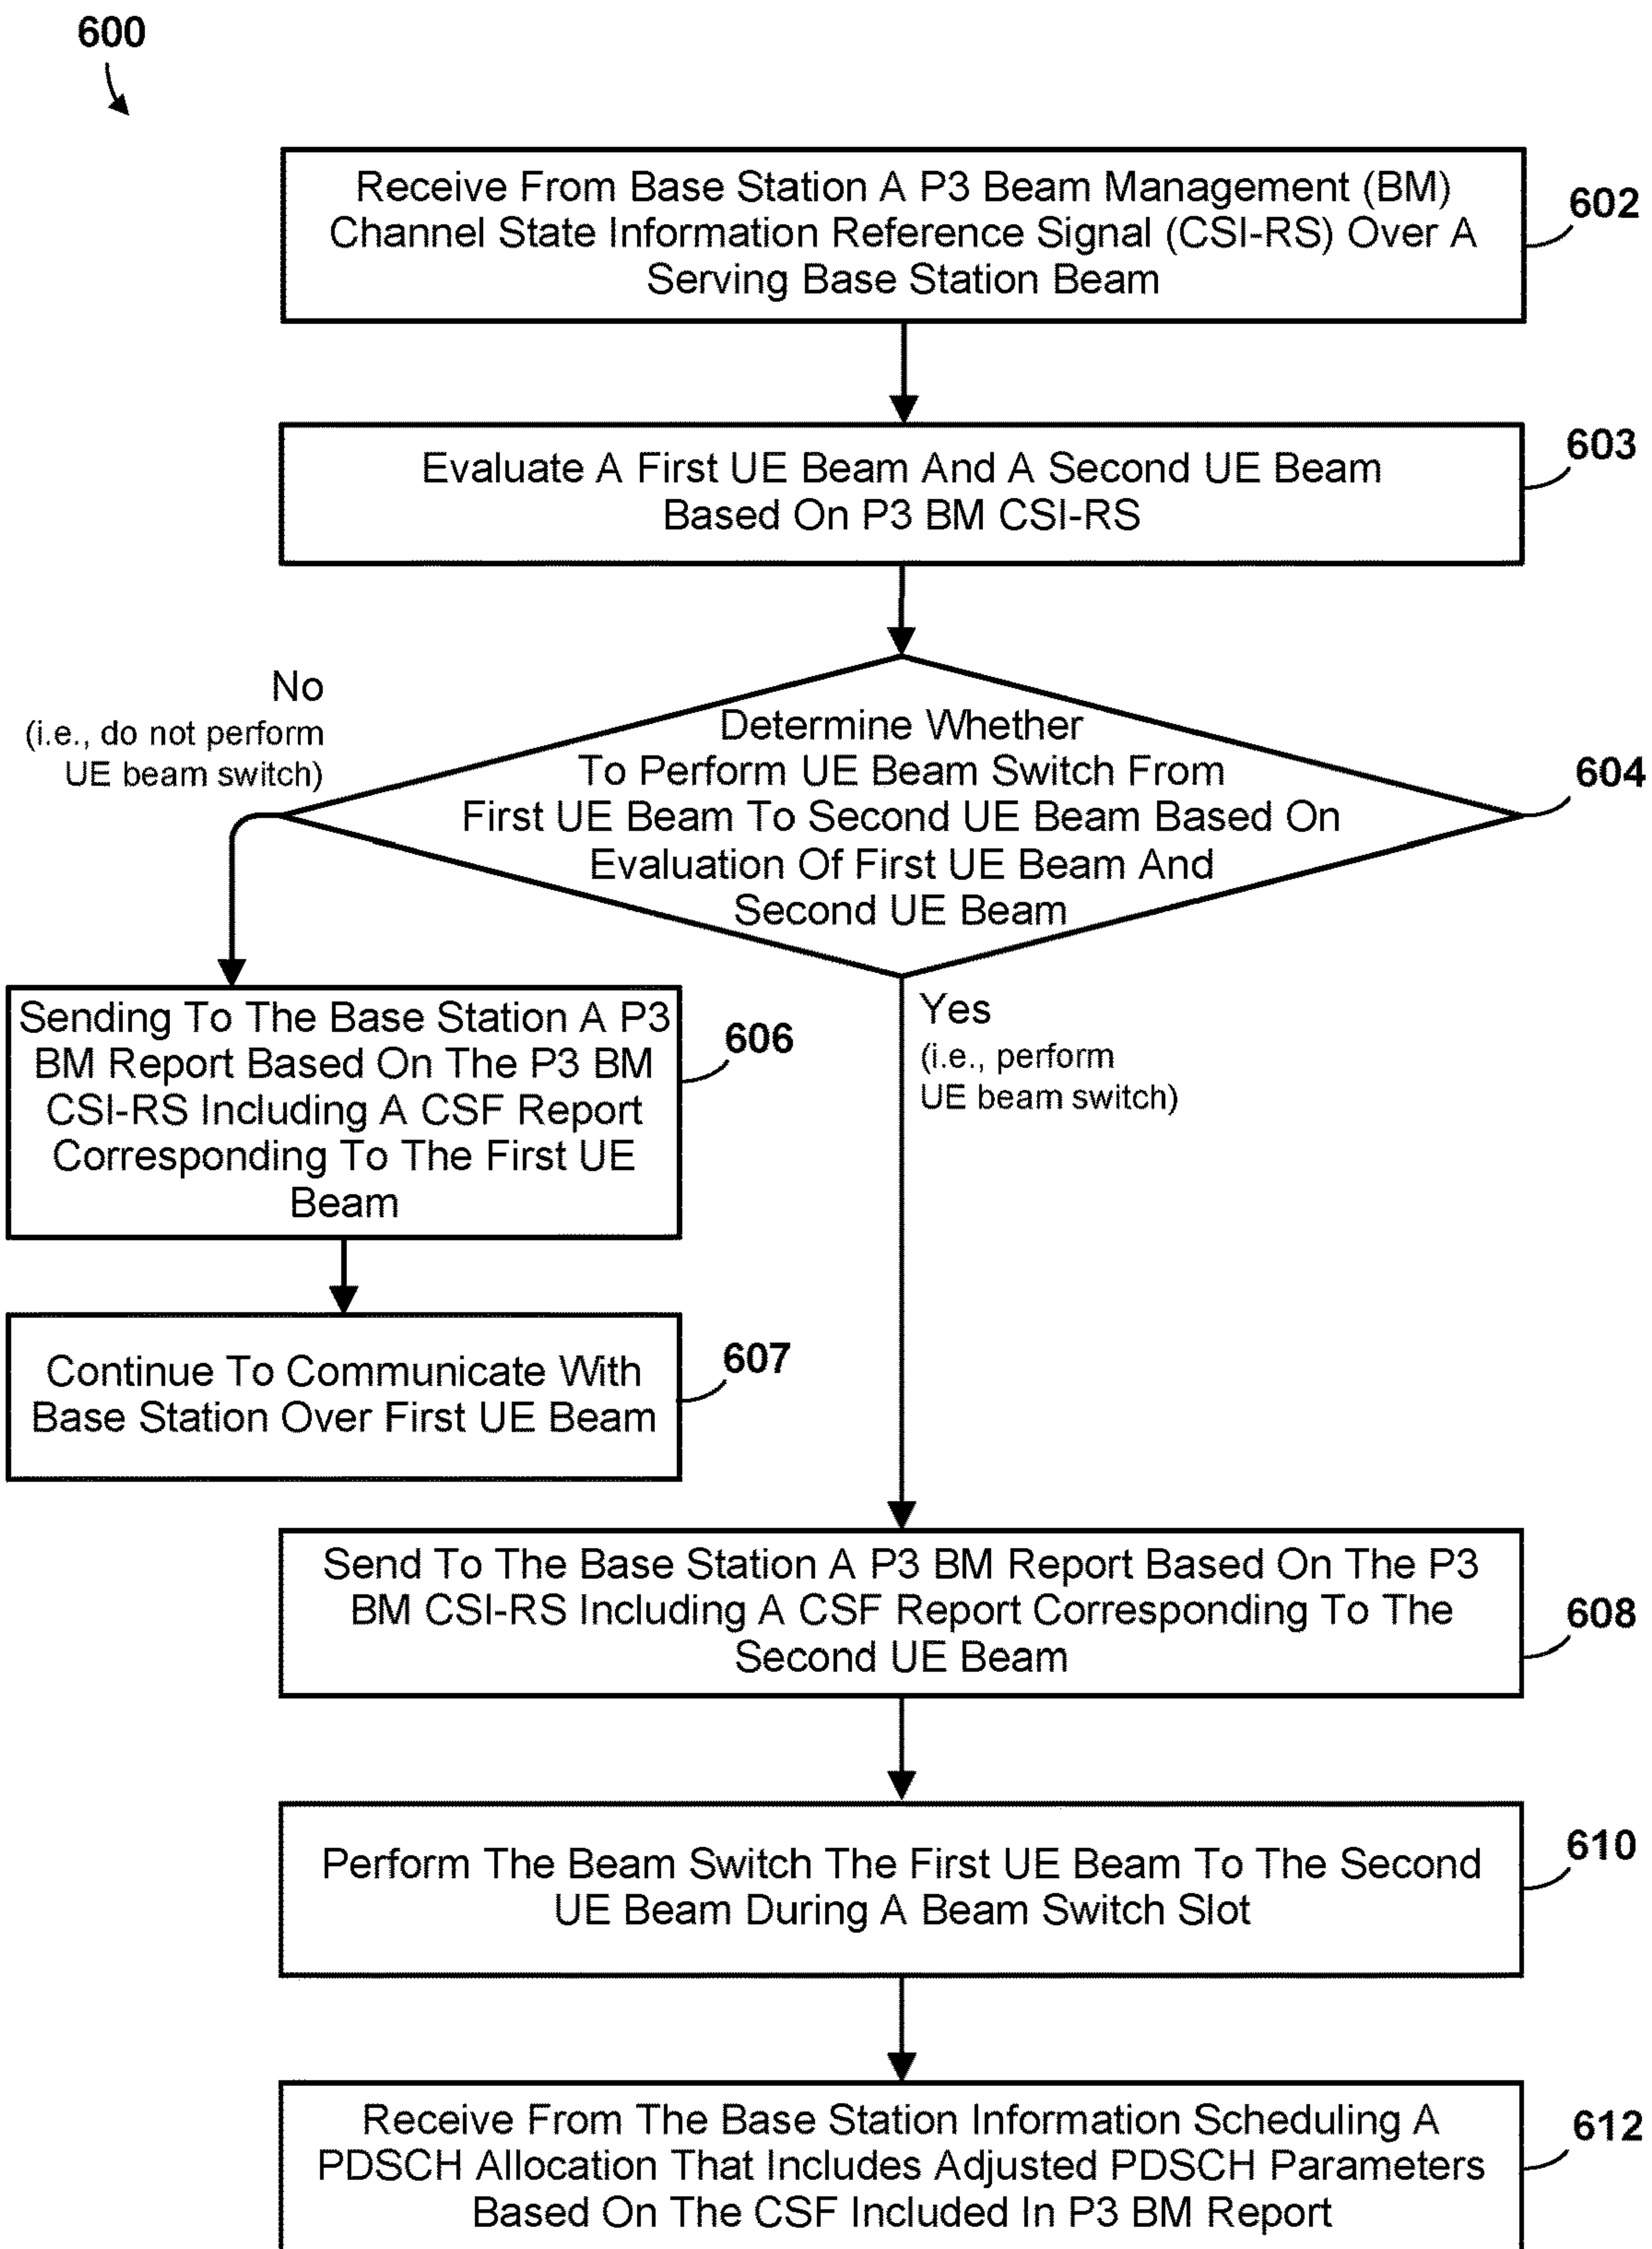 600
Receive From Base Station A P3 Beam Management (BM)
Channel State Information Reference Signal (CSI-RS) Over A
Serving Base Station Beam
602
Evaluate A First UE Beam And A Second UE Beam
Based On P3 BM CSI-RS
603
Determine Whether
To Perform UE Beam Switch From
First UE Beam To Second UE Beam Based On
Evaluation Of First UE Beam And
Second UE Beam
604
No
(i.e., do not perform
UE beam switch)
Sending To The Base Station A P3
BM Report Based On The P3 BM
CSI-RS Including A CSF Report
Corresponding To The First UE
Beam
606
Continue To Communicate With
Base Station Over First UE Beam
607
Yes
(i.e., perform
UE beam switch)
Send To The Base Station A P3 BM Report Based On The P3
BM CSI-RS Including A CSF Report Corresponding To The
Second UE Beam
608
Perform The Beam Switch The First UE Beam To The Second
UE Beam During A Beam Switch Slot
610
Receive From The Base Station Information Scheduling A
PDSCH Allocation That Includes Adjusted PDSCH Parameters
Based On The CSF Included In P3 BM Report
612